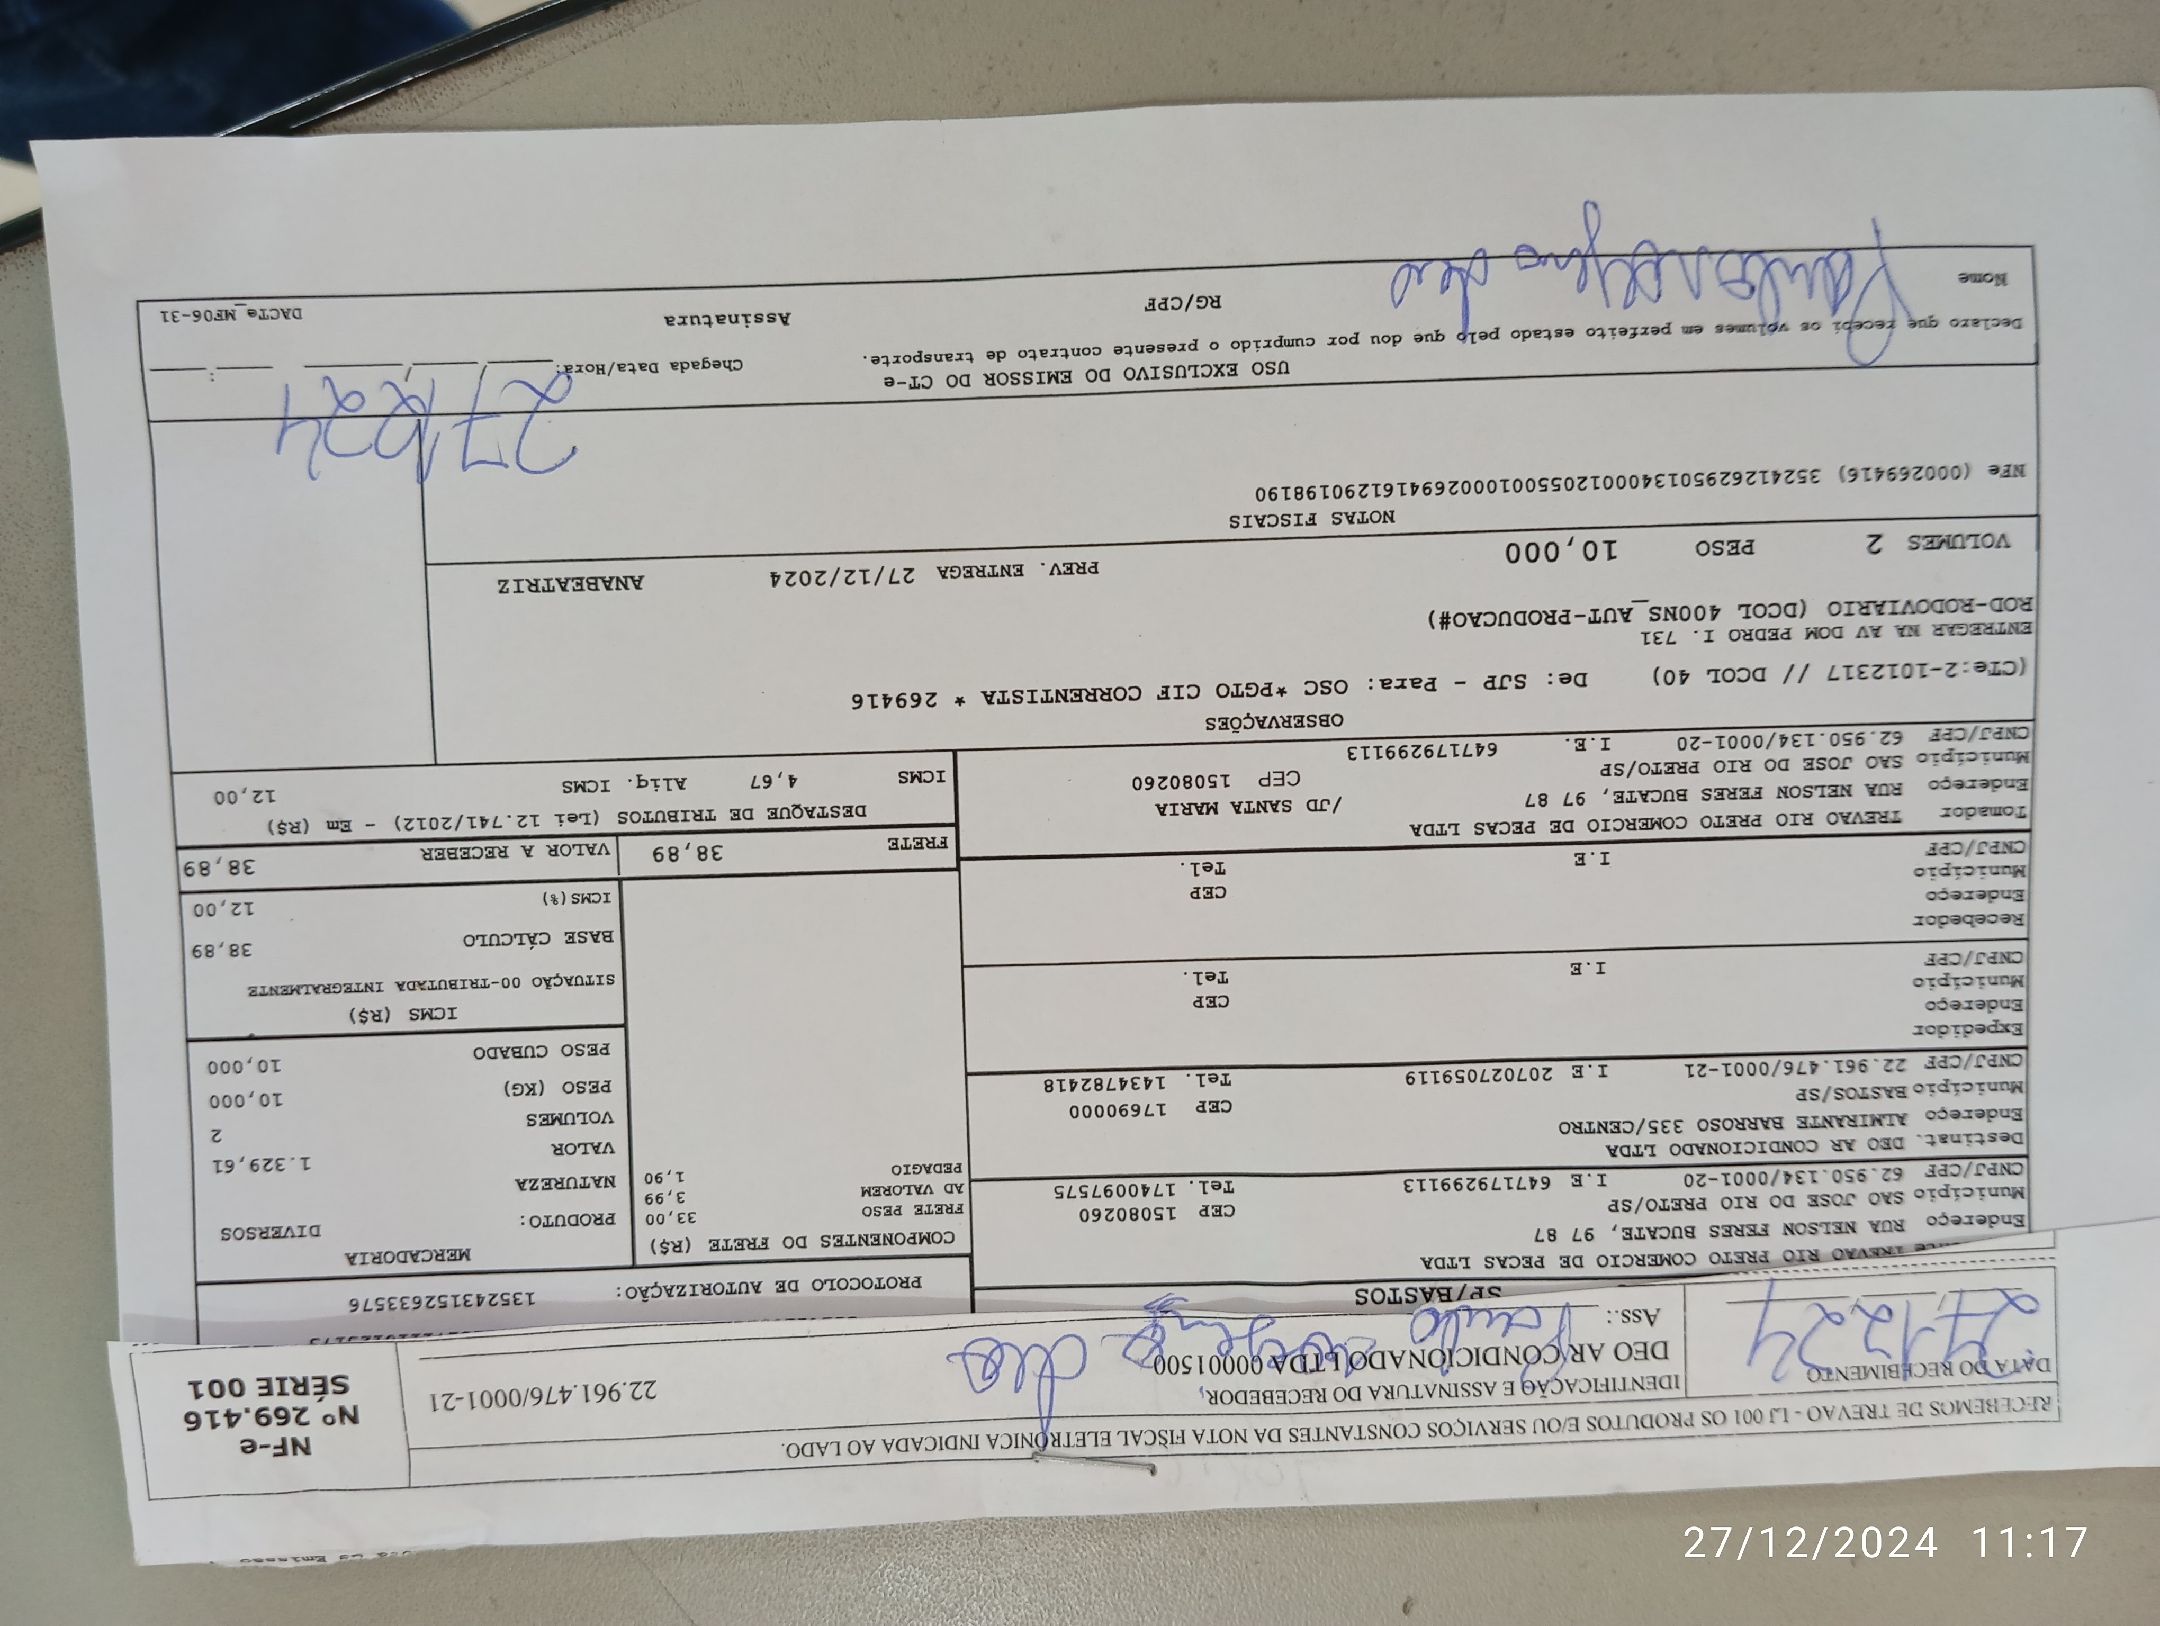 RECEBEMOS DE TREVAO - LJ 001 OS PRODUTOS E/OU SERVIÇOS CONSTANTES DA NOTA FISCAL ELETRÔNICA INDICADA AO LADO.
NF-e
Nº 269.416
SÉRIE 001
DATA DO RECEBIMENTO
27/12/24
IDENTIFICAÇÃO E ASSINATURA DO RECEBEDOR,
DEO AR CONDICIONADO LTDA 00001500
22.961.476/0001-21
Ass.:
SP/BASTOS
PROTOCOLO DE AUTORIZAÇÃO: 135243152633576
TREVAO RIO PRETO COMERCIO DE PECAS LTDA
Endereço RUA NELSON FERES BUCATE, 97 87
Município SAO JOSE DO RIO PRETO/SP CEP 15080260
CNPJ/CPF 62.950.134/0001-20 I.E 647179299113 Tel. 1740097575
Destinat. DEO AR CONDICIONADO LTDA
Endereço ALMIRANTE BARROSO 335/CENTRO
Município BASTOS/SP CEP 17690000
CNPJ/CPF 22.961.476/0001-21 I.E 207027059119 Tel. 1434782418
Expedidor
Endereço
Município CEP
CNPJ/CPF I.E Tel.
Recebedor
Endereço
Município CEP
CNPJ/CPF I.E Tel.
Tomador TREVAO RIO PRETO COMERCIO DE PECAS LTDA
Endereço RUA NELSON FERES BUCATE, 97 87 /JD SANTA MARIA
Município SAO JOSE DO RIO PRETO/SP CEP 15080260
CNPJ/CPF 62.950.134/0001-20 I.E. 647179299113
COMPONENTES DO FRETE (R$)
FRETE PESO 33,00
AD VALOREM 3,99
PEDAGIO 1,90
MERCADORIA
PRODUTO: DIVERSOS
NATUREZA
VALOR 1.329,61
VOLUMES 2
PESO (KG) 10,000
PESO CUBADO 10,000
ICMS (R$)
SITUAÇÃO 00-TRIBUTADA INTEGRALMENTE
BASE CÁLCULO 38,89
ICMS(%) 12,00
FRETE 38,89 VALOR A RECEBER 38,89
DESTAQUE DE TRIBUTOS (Lei 12.741/2012) - Em (R$)
ICMS 4,67 Aliq. ICMS 12,00
OBSERVAÇÕES
(CTe:2-1012317 // DCOL 40) De: SJP - Para: OSC *PGTO CIF CORRENTISTA * 269416
ENTREGAR NA AV DOM PEDRO I. 731
ROD-RODOVIARIO (DCOL 400NS_AUT-PRODUCAO#)
VOLUMES 2 PESO 10,000 PREV. ENTREGA 27/12/2024 ANABEATRIZ
NOTAS FISCAIS
NFe (000269416) 35241262950134000120550010002694161290198190
USO EXCLUSIVO DO EMISSOR DO CT-e
Declaro que recebi os volumes em perfeito estado pelo que dou por cumprido o presente contrato de transporte.
Chegada Data/Hora: 27/12/24
Nome
RG/CPF
Assinatura
DACTe_MF06-31
27/12/2024 11:17